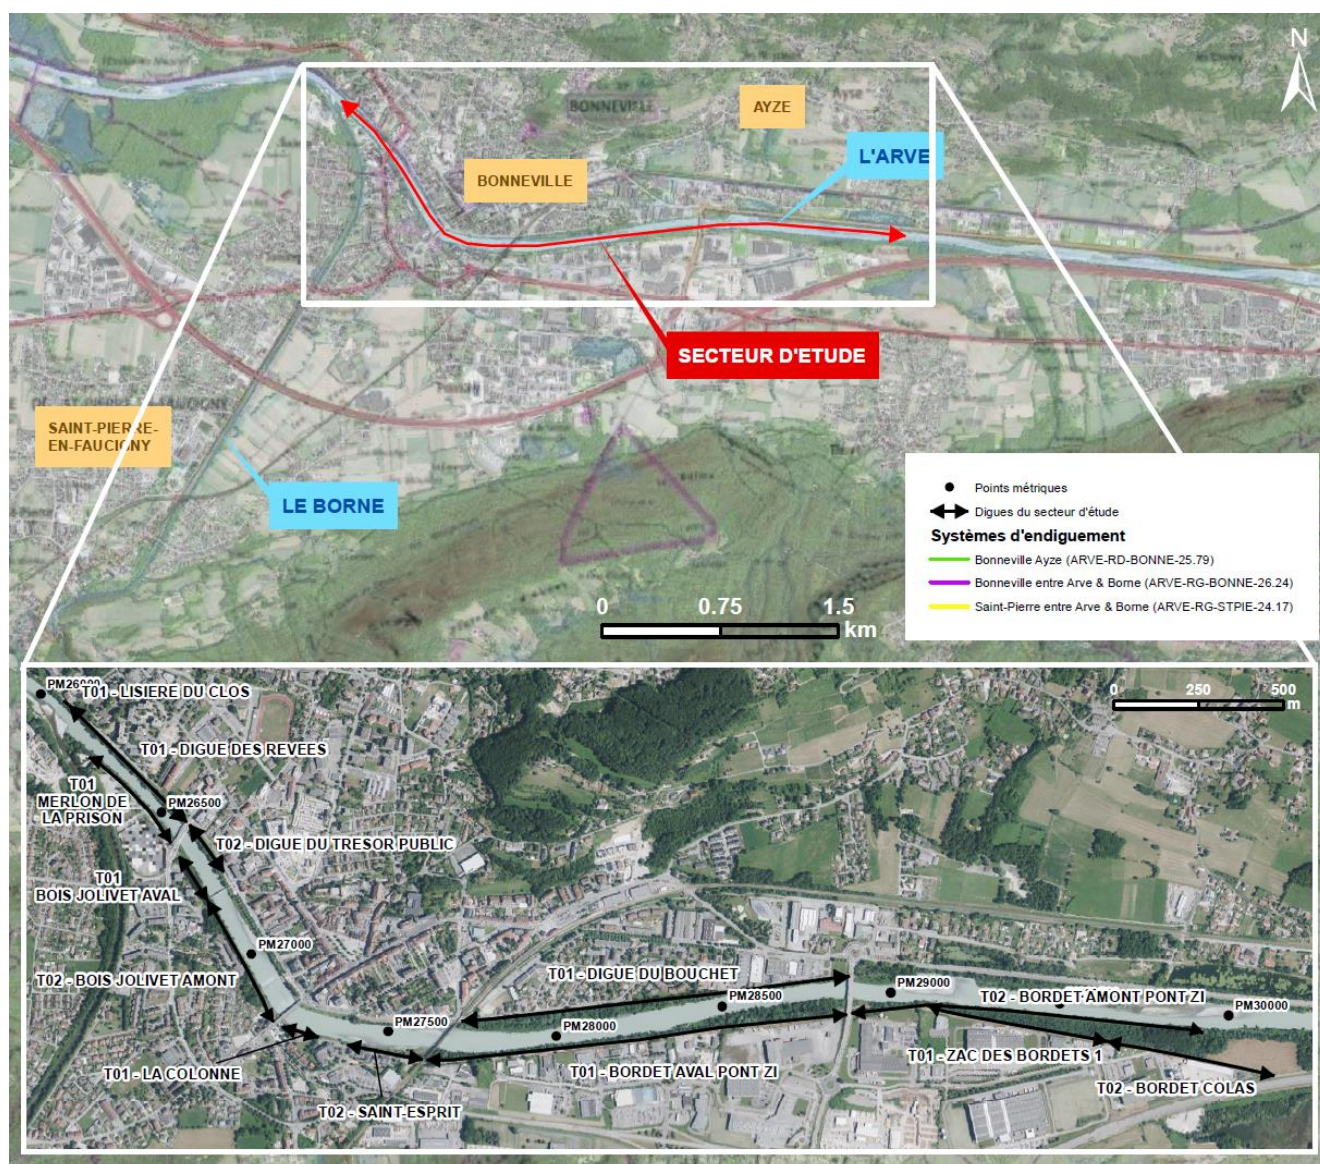 N
BONNEVILLE
AYZE
Ayse
L'ARVE
BONNEVILLE
SECTEUR D'ETUDE
SAINT-PIERRE-
EN-FAUCIGNY
LE BORNE
0 0.75 1.5
km
Points métriques
Digues du secteur d'étude
Systèmes d'endiguement
Bonneville Ayze (ARVE-RD-BONNE-25.79)
Bonneville entre Arve & Borne (ARVE-RG-BONNE-26.24)
Saint-Pierre entre Arve & Borne (ARVE-RG-STPIE-24.17)
PM26000
T01 - LISIERE DU CLOS
0 250 500
m
T01 - DIGUE DES REVEES
T01
MERLON DE
LA PRISON
PM26500
T02 - DIGUE DU TRESOR PUBLIC
T01
BOIS JOLIVET AVAL
PM27000
T02 - BOIS JOLIVET AMONT
T01 - DIGUE DU BOUCHET
PM28500
PM29000
T02 - BORDET AMONT PONT ZI
PM30000
PM27500
PM28000
T01 - ZAC DES BORDETS 1
T01 - LA COLONNE
T01 - BORDET AVAL PONT ZI
T02 - BORDET COLAS
T02 - SAINT-ESPRIT